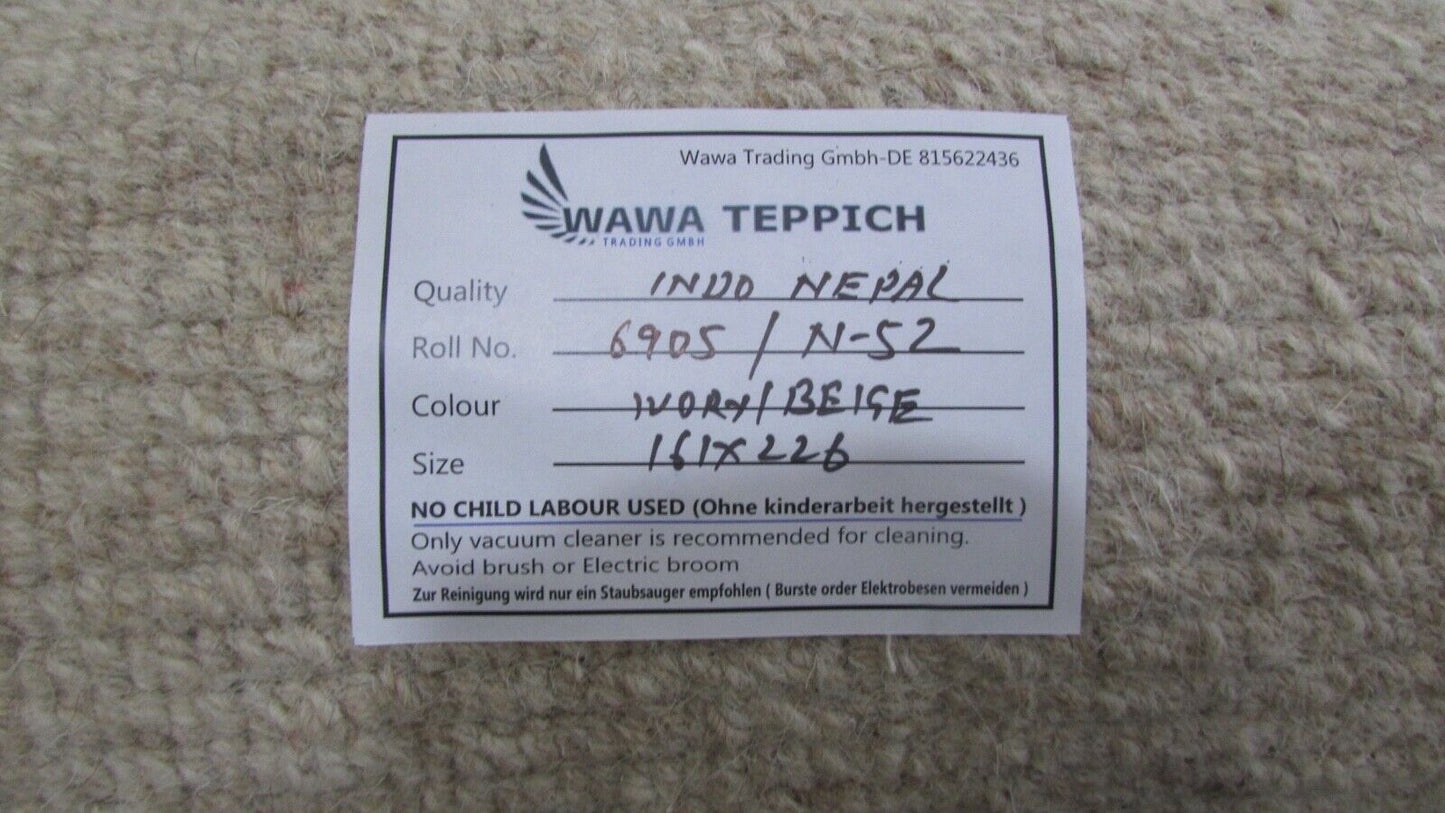 Wawa Trading Gmbh-DE 815622436
WAWA TEPPICH
TRADING GMBH
Quality INDO NEPAL
Roll No. 6905 / N-52
Colour IVORY/BEIGE
Size 161X226
NO CHILD LABOUR USED (Ohne kinderarbeit hergestellt )
Only vacuum cleaner is recommended for cleaning.
Avoid brush or Electric broom
Zur Reinigung wird nur ein Staubsauger empfohlen ( Burste order Elektrobesen vermeiden )